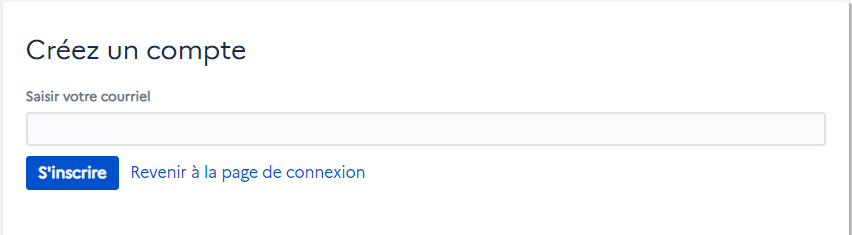 Créez un compte
Saisir votre courriel
S'inscrire Revenir à la page de connexion